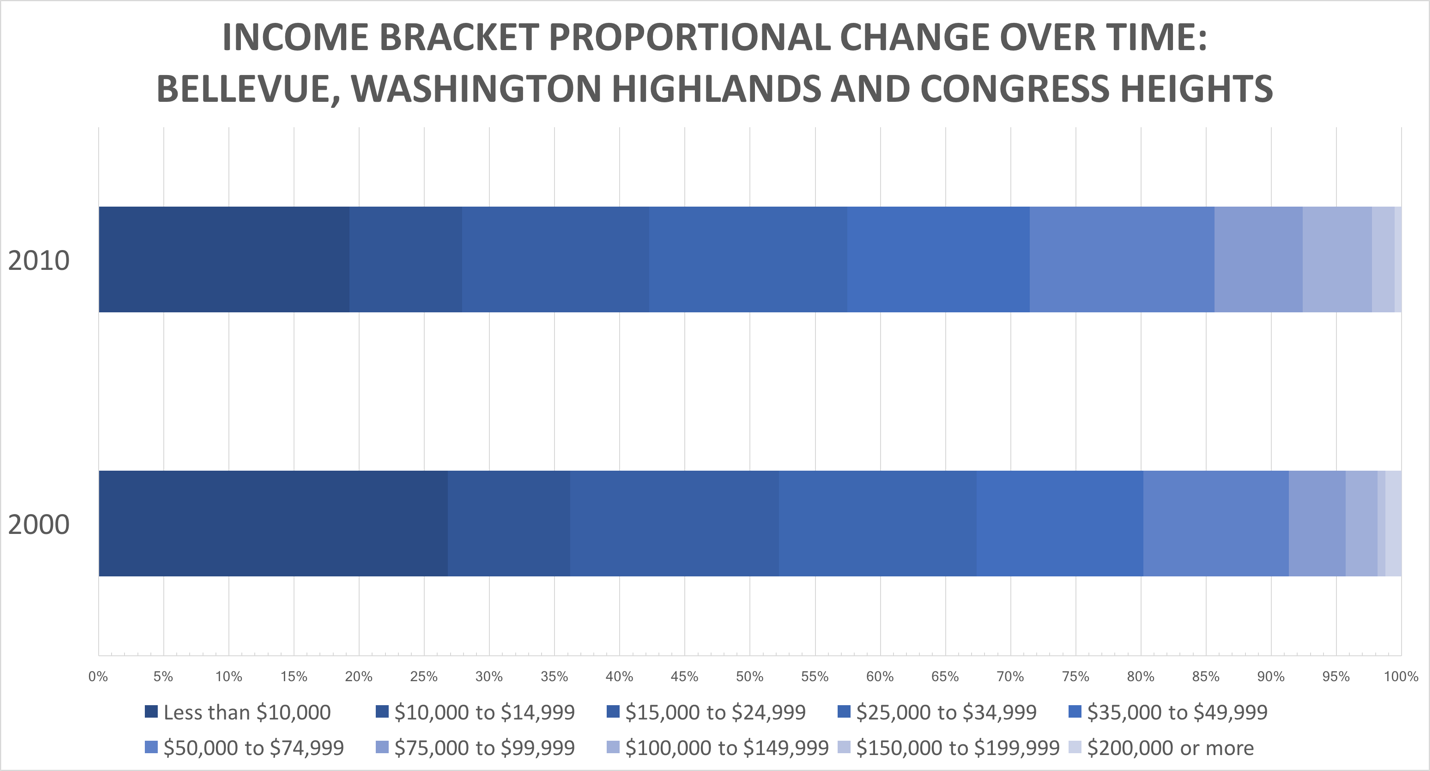 INCOME BRACKET PROPORTIONAL CHANGE OVER TIME:
BELLEVUE, WASHINGTON HIGHLANDS AND CONGRESS HEIGHTS
2010
2000
0% 5% 10% 15% 20% 25% 30% 35% 40% 45% 50% 55% 60% 65% 70% 75% 80% 85% 90% 95% 100%
Less than $10,000 $10,000 to $14,999 $15,000 to $24,999 $25,000 to $34,999 $35,000 to $49,999
$50,000 to $74,999 $75,000 to $99,999 $100,000 to $149,999 $150,000 to $199,999 $200,000 or more